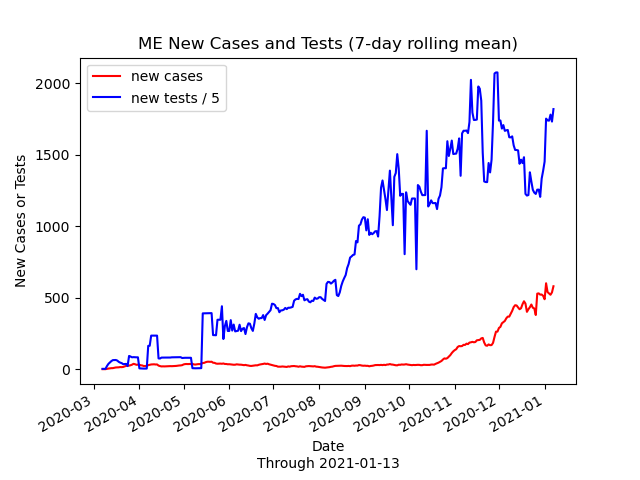 ME New Cases and Tests (7-day rolling mean)
new cases
new tests / 5
New Cases or Tests
2000
1500
1000
500
0
2020-03
2020-04
2020-05
2020-06
2020-07
2020-08
2020-09
2020-10
2020-11
2020-12
2021-01
Date
Through 2021-01-13